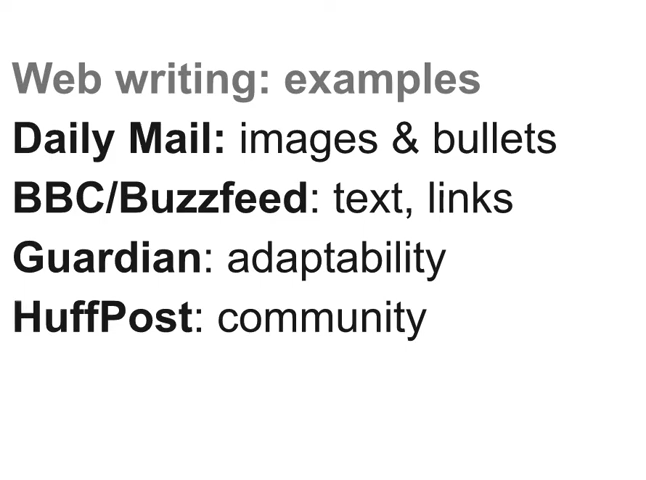 Web writing: examples
Daily Mail: images & bullets
BBC/Buzzfeed: text, links
Guardian: adaptability
HuffPost: community